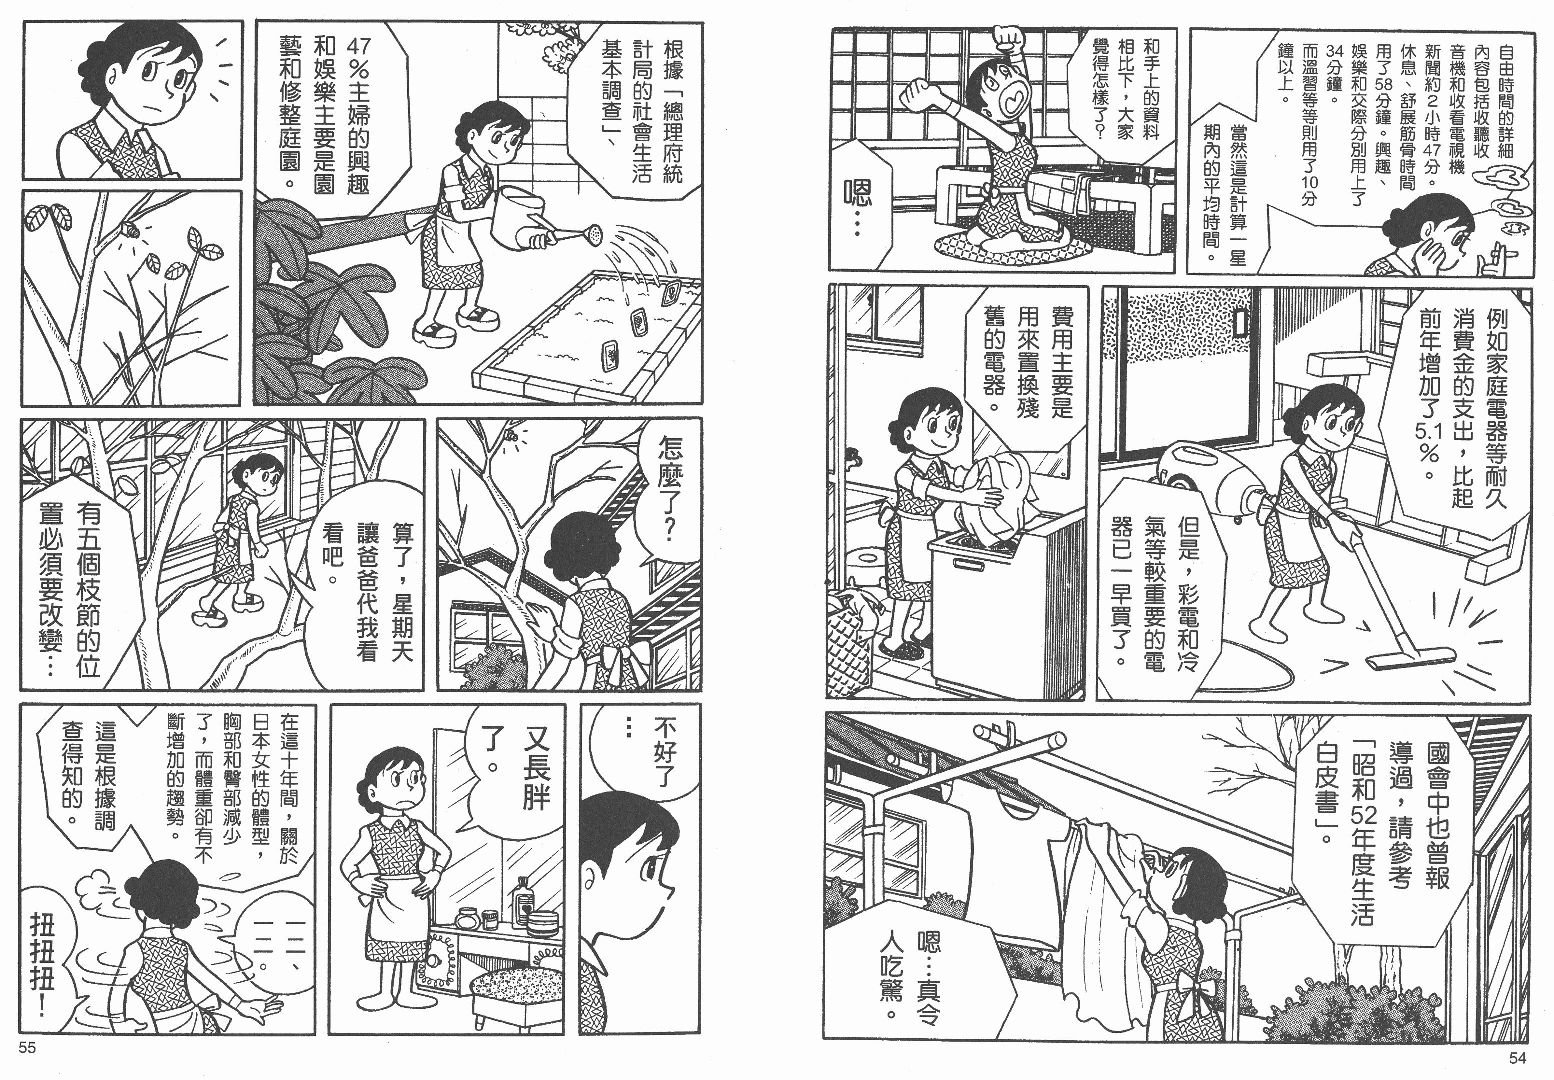 自由時間的詳細
內容包括收聽收
音機和收看電視機
新聞約2小時47分。
休息、舒展筋骨時間
用了58分鐘。興趣、
娛樂和交際分別用上了
34分鐘。
而溫習等等則用了10分
鐘以上。
當然這是計算一星
期內的平均時間。
和手上的資料
相比下，大家
覺得怎樣了？
嗯…
例如家庭電器等耐久
消費金的支出，比起
前年增加了5.1%。
但是，彩電和冷
氣等較重要的電
器已一早買了。
費用主要是
用來置換殘
舊的電器。
國會中也曾報
導過，請參考
「昭和52年度生活
白皮書」。
嗯…真令
人吃驚。
54
根據「總理府統
計局的社會生活
基本調查」、
47%主婦的興趣
和娛樂主要是園
藝和修整庭園。
怎麼了？
算了，星期天
讓爸爸代我看
看吧。
有五個枝節的位
置必須要改變…
不好了
…
又長胖
了。
在這十年間，關於
日本女性的體型，
胸部和臀部減少
了，而體重卻有不
斷增加的趨勢。
這是根據調
查得知的。
一二、
一二。
扭扭扭！
55